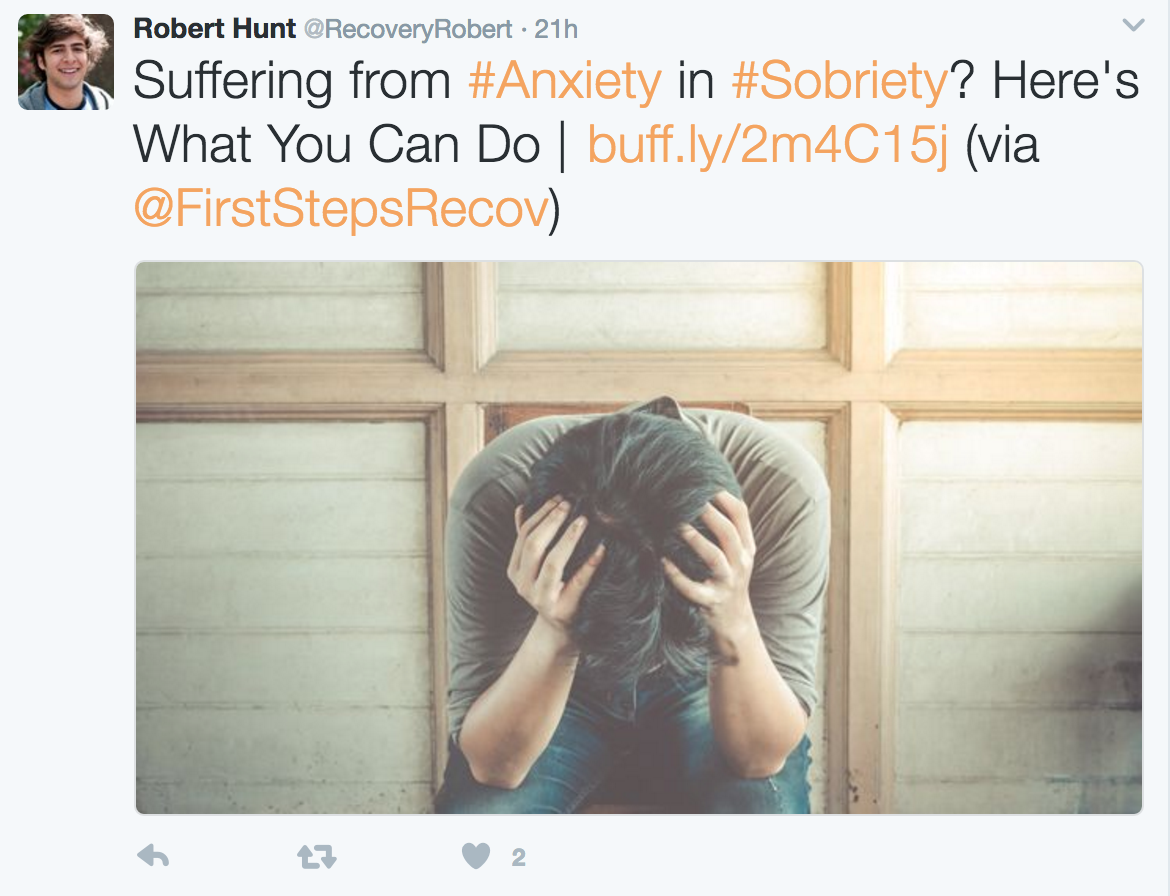 Robert Hunt @RecoveryRobert · 21h
Suffering from #Anxiety in #Sobriety? Here's
What You Can Do | buff.ly/2m4C15j (via
@FirstStepsRecov)
2